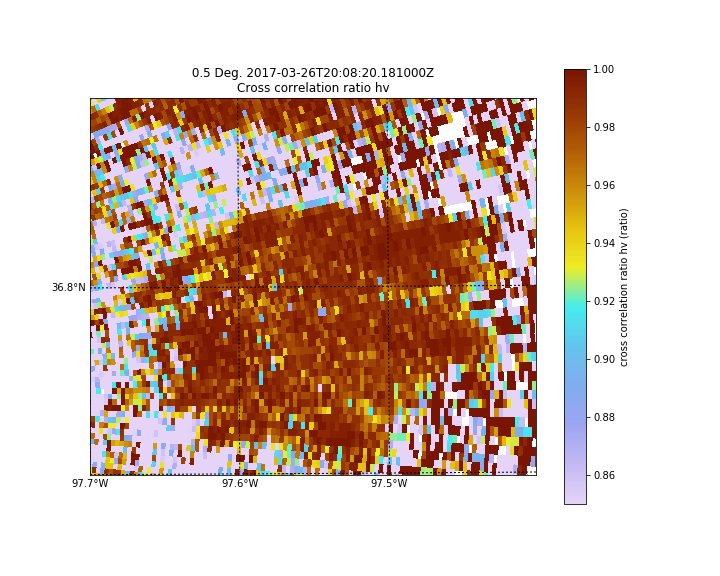 0.5 Deg. 2017-03-26T20:08:20.181000Z
Cross correlation ratio hv
36.8°N
97.7°W
97.6°W
97.5°W
1.00
0.98
0.96
0.94
0.92
0.90
0.88
0.86
cross correlation ratio hv (ratio)